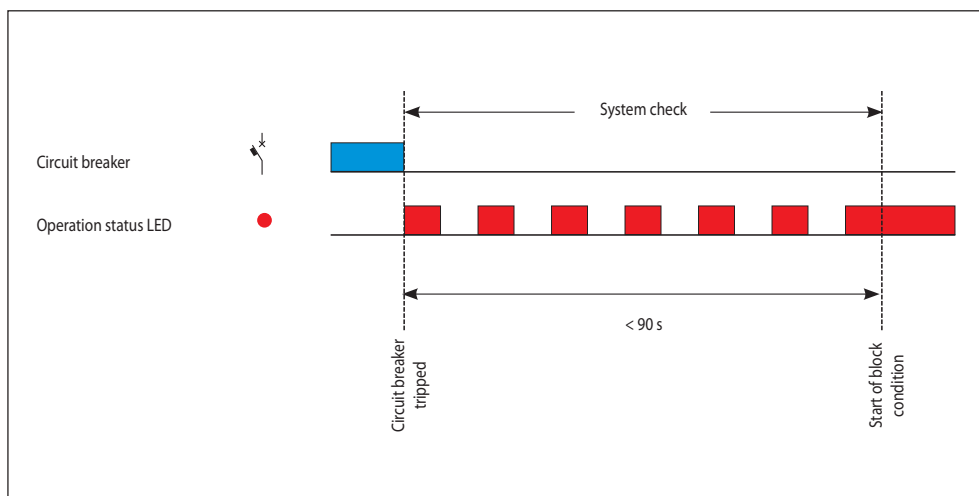 System check
Circuit breaker
Operation status LED
< 90 s
Circuit breaker
tripped
Start of block
condition